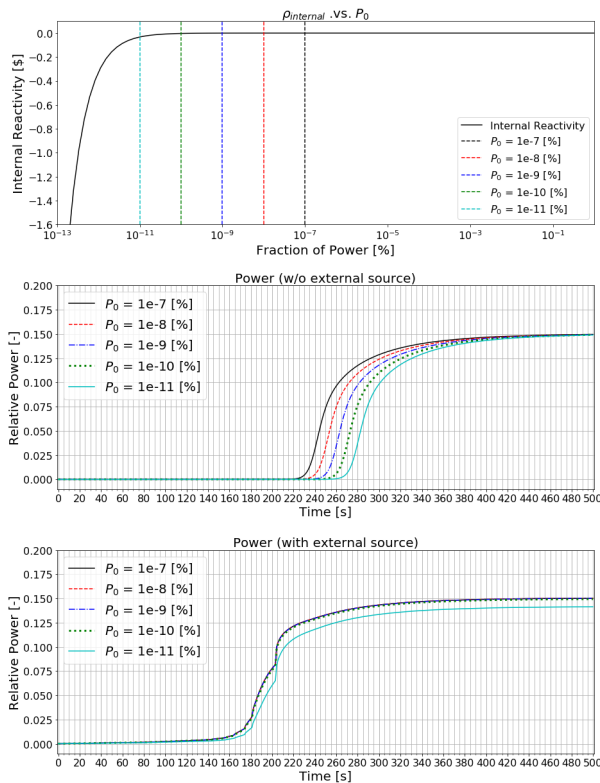 ρinternal .vs. P0
Internal Reactivity [$]
0.0
−0.2
−0.4
−0.6
−0.8
−1.0
−1.2
−1.4
−1.6
Internal Reactivity
P0 = 1e-7 [%]
P0 = 1e-8 [%]
P0 = 1e-9 [%]
P0 = 1e-10 [%]
P0 = 1e-11 [%]
10−13 10−11 10−9 10−7 10−5 10−3 10−1
Fraction of Power [%]
Power (w/o external source)
Relative Power [-]
0.200
0.175
0.150
0.125
0.100
0.075
0.050
0.025
0.000
P0 = 1e-7 [%]
P0 = 1e-8 [%]
P0 = 1e-9 [%]
P0 = 1e-10 [%]
P0 = 1e-11 [%]
0 20 40 60 80 100 120 140 160 180 200 220 240 260 280 300 320 340 360 380 400 420 440 460 480 500
Time [s]
Power (with external source)
Relative Power [-]
0.200
0.175
0.150
0.125
0.100
0.075
0.050
0.025
0.000
P0 = 1e-7 [%]
P0 = 1e-8 [%]
P0 = 1e-9 [%]
P0 = 1e-10 [%]
P0 = 1e-11 [%]
0 20 40 60 80 100 120 140 160 180 200 220 240 260 280 300 320 340 360 380 400 420 440 460 480 500
Time [s]